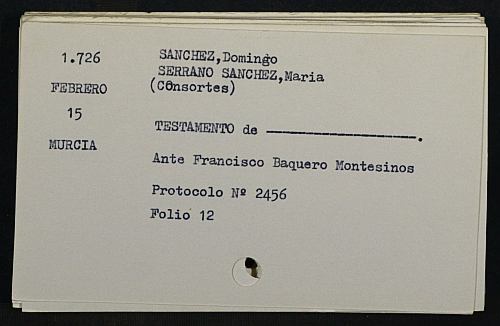 1.726
SANCHEZ,Domingo
SERRANO SANCHEZ,Maria
FEBRERO
(COnsortes)
15
TESTAMENTO de ————————————.
MURCIA
Ante Francisco Baquero Montesinos
Protocolo Nº 2456
Folio 12